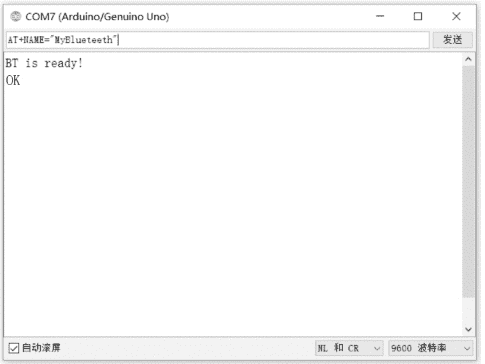 COM7 (Arduino/Genuino Uno)
AT+NAME="MyBlueteeth"
发送
BT is ready!
OK
自动滚屏
NL 和 CR
9600 波特率